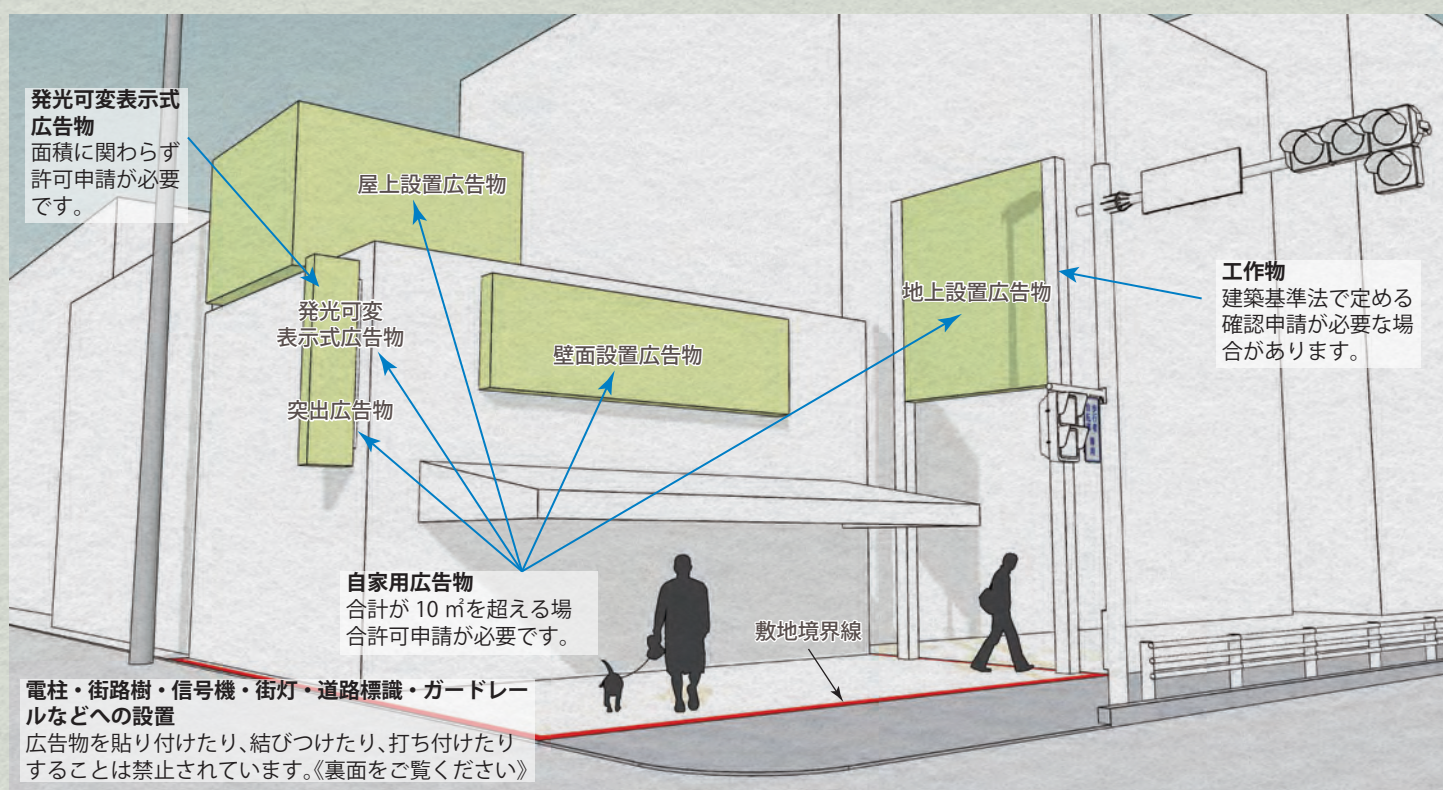 発光可変表示式
広告物
面積に関わらず
許可申請が必要
です。
屋上設置広告物
発光可変
表示式広告物
突出広告物
壁面設置広告物
地上設置広告物
工作物
建築基準法で定める
確認申請が必要な場
合があります。
自家用広告物
合計が 10 ㎡を超える場
合許可申請が必要です。
敷地境界線
電柱・街路樹・信号機・街灯・道路標識・ガードレー
ルなどへの設置
広告物を貼り付けたり、結びつけたり、打ち付けたり
することは禁止されています。《裏面をご覧ください》